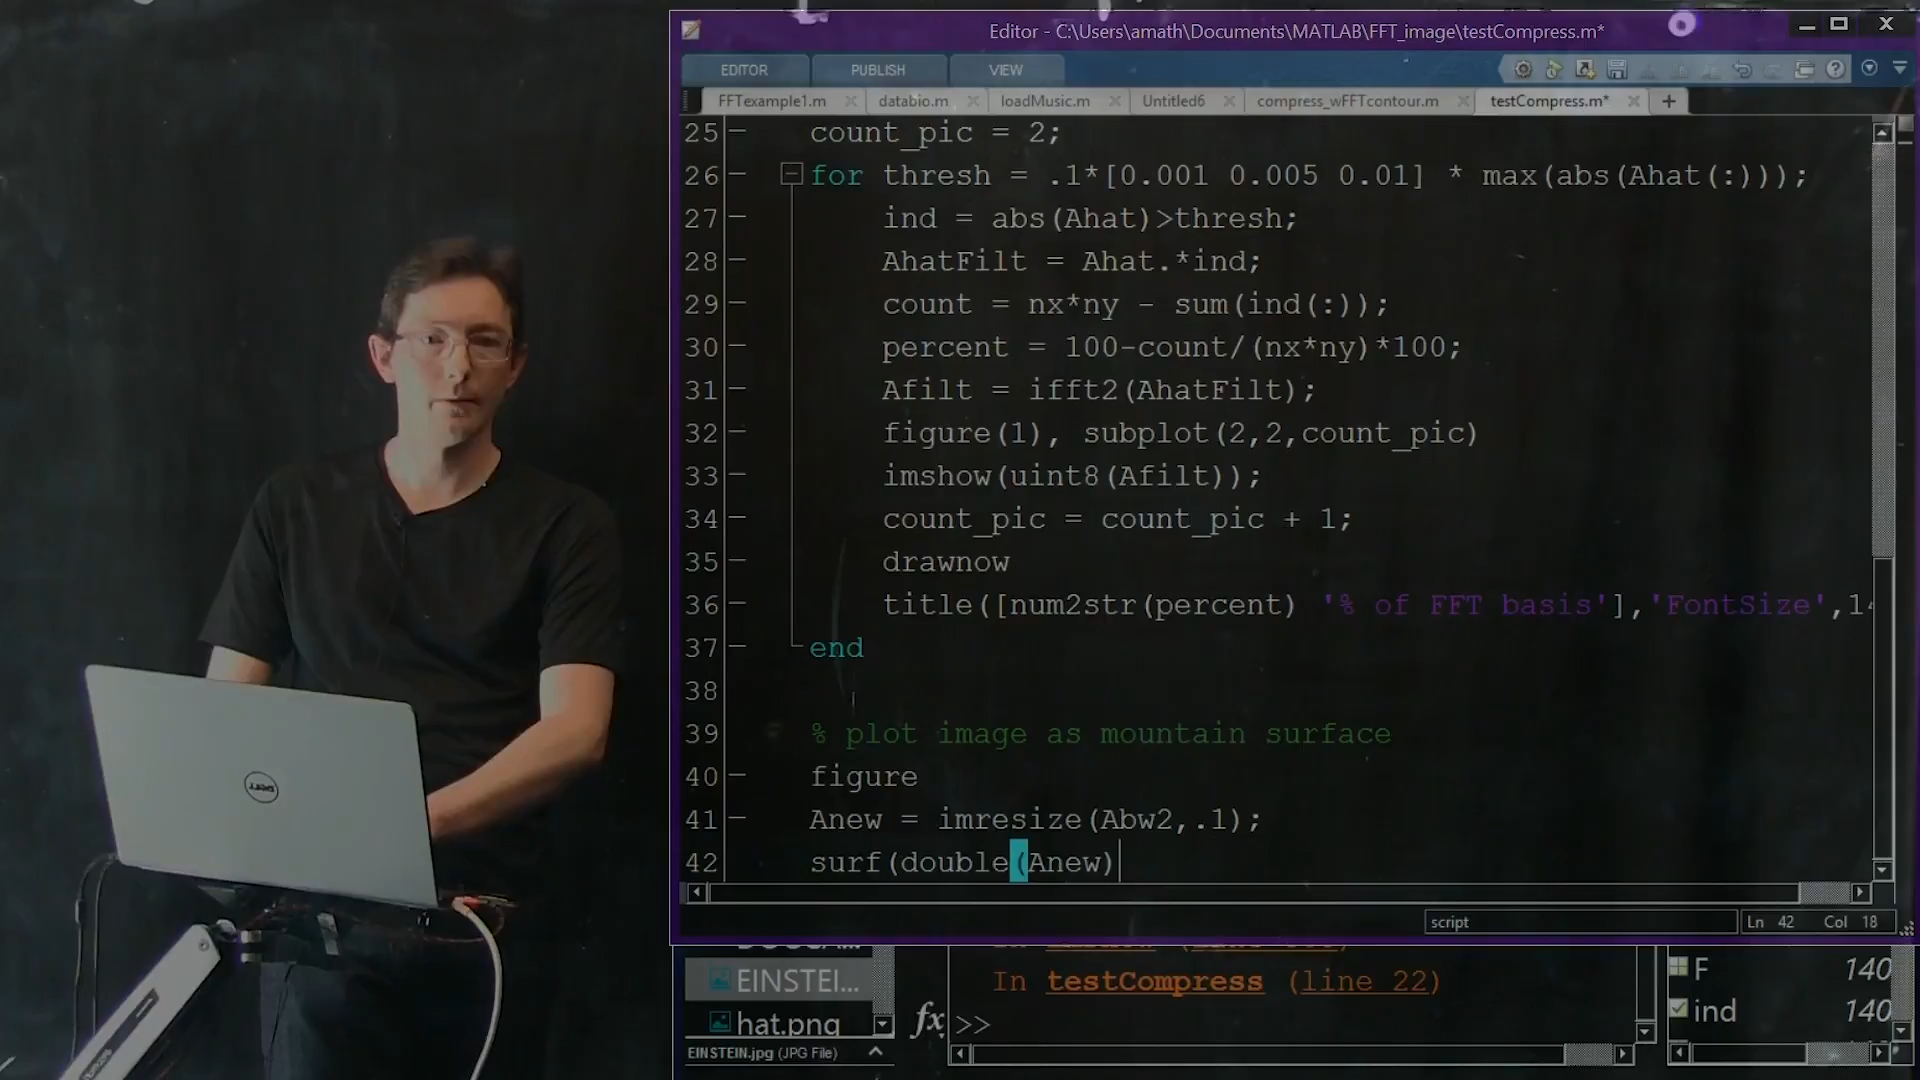 Editor - C:\Users\amath\Documents\MATLAB\FFT_image\testCompress.m*
EDITOR PUBLISH VIEW
FFTexample1.m databio.m loadMusic.m Untitled6 compress_wFFTcontour.m testCompress.m*
25 count_pic = 2;
26 for thresh = .1*[0.001 0.005 0.01] * max(abs(Ahat(:)));
27 ind = abs(Ahat)>thresh;
28 AhatFilt = Ahat.*ind;
29 count = nx*ny - sum(ind(:));
30 percent = 100-count/(nx*ny)*100;
31 Afilt = ifft2(AhatFilt);
32 figure(1), subplot(2,2,count_pic)
33 imshow(uint8(Afilt));
34 count_pic = count_pic + 1;
35 drawnow
36 title([num2str(percent) '% of FFT basis'],'FontSize',1
37 end
38
39 % plot image as mountain surface
40 figure
41 Anew = imresize(Abw2,.1);
42 surf(double(Anew)
script Ln 42 Col 18
EINSTEI... In testCompress (line 22) F 140
hat.png fx >> ind 140
EINSTEIN.jpg (JPG File)
DELL